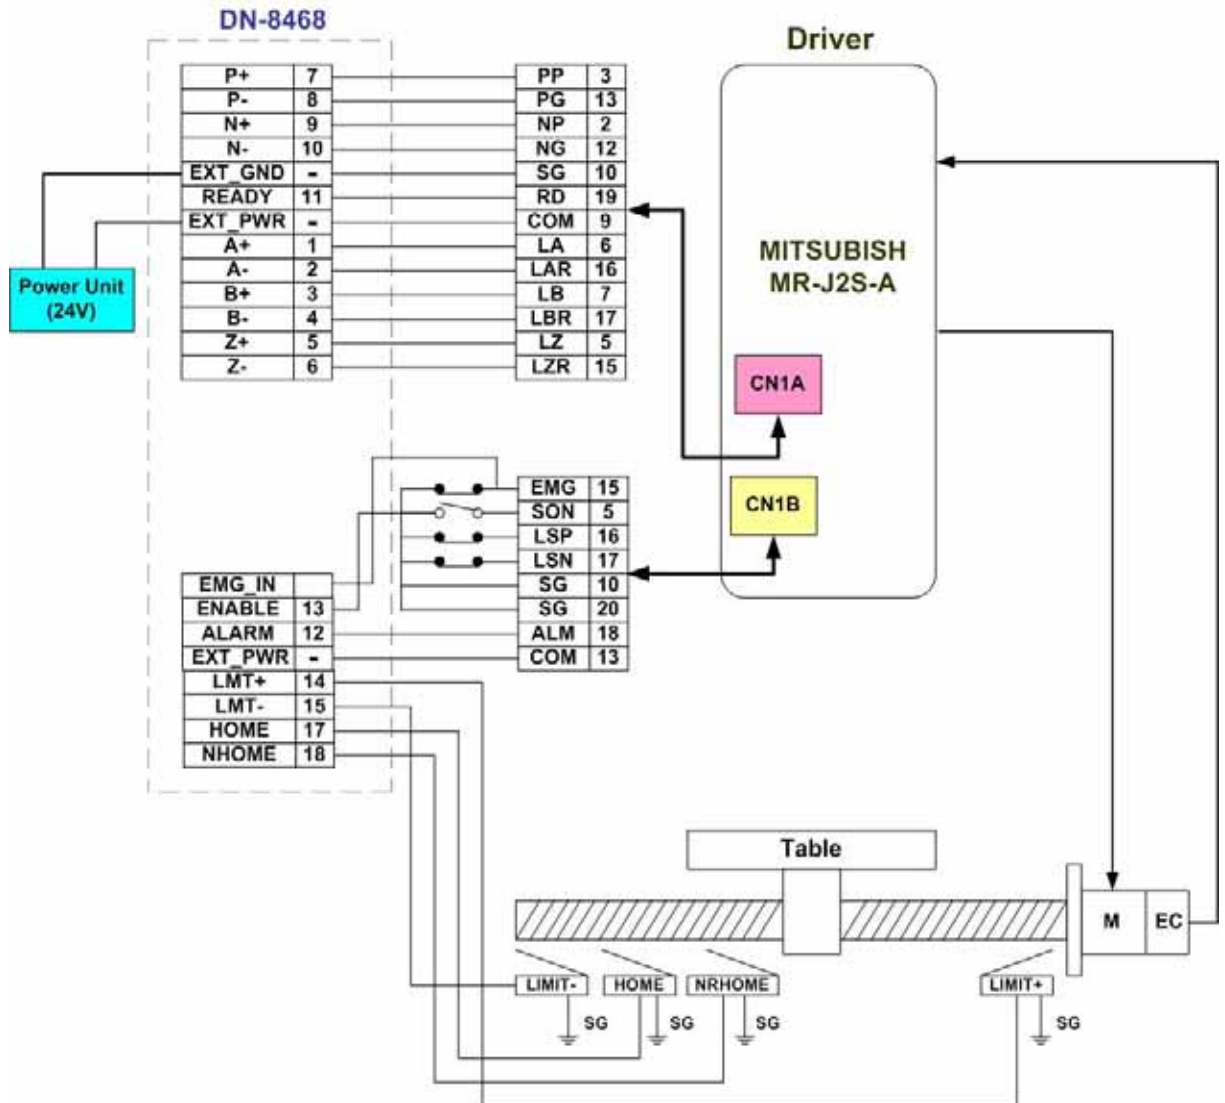 DN-8468
Driver
P+ 7 PP 3
P- 8 PG 13
N+ 9 NP 2
N- 10 NG 12
EXT_GND - SG 10
READY 11 RD 19
EXT_PWR - COM 9
A+ 1 LA 6
A- 2 LAR 16
B+ 3 LB 7
B- 4 LBR 17
Z+ 5 LZ 5
Z- 6 LZR 15
Power Unit
(24V)
MITSUBISH
MR-J2S-A
CN1A
CN1B
EMG 15
SON 5
LSP 16
LSN 17
EMG_IN SG 10
ENABLE 13 SG 20
ALARM 12 ALM 18
EXT_PWR - COM 13
LMT+ 14
LMT- 15
HOME 17
NHOME 18
Table
M EC
LIMIT- HOME NRHOME LIMIT+
SG SG SG SG